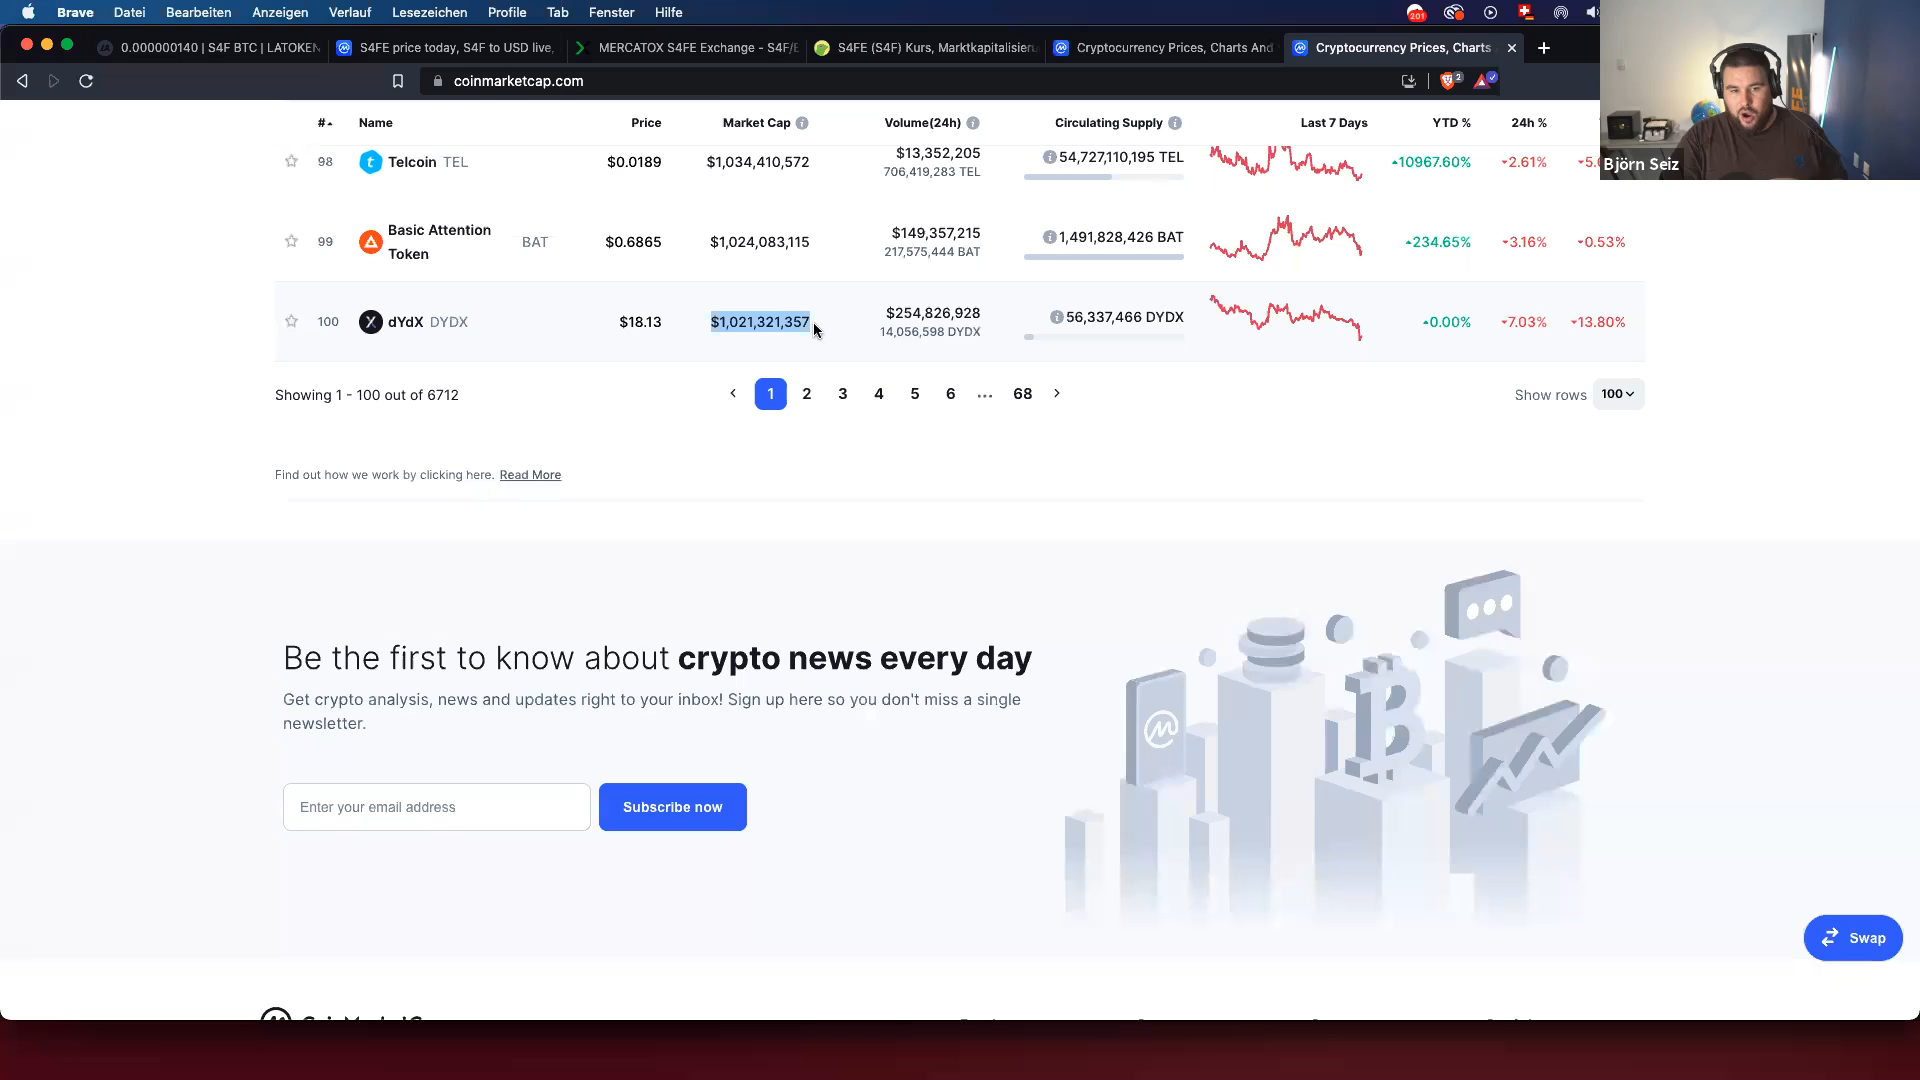 Brave Datei Bearbeiten Anzeigen Verlauf Lesezeichen Profile Tab Fenster Hilfe
201
0.000000140 | S4F BTC | LATOKEN
S4FE price today, S4F to USD live,
MERCATOX S4FE Exchange - S4F/E
S4FE (S4F) Kurs, Marktkapitalisieru
Cryptocurrency Prices, Charts And
Cryptocurrency Prices, Charts
coinmarketcap.com
2
Björn Seiz
# Name Price Market Cap Volume(24h) Circulating Supply Last 7 Days YTD % 24h %
98 Telcoin TEL $0.0189 $1,034,410,572 $13,352,205 54,727,110,195 TEL 10967.60% 2.61% 5.0
706,419,283 TEL
99 Basic Attention Token BAT $0.6865 $1,024,083,115 $149,357,215 1,491,828,426 BAT 234.65% 3.16% 0.53%
217,575,444 BAT
100 dYdX DYDX $18.13 $1,021,321,357 $254,826,928 56,337,466 DYDX 0.00% 7.03% 13.80%
14,056,598 DYDX
Showing 1 - 100 out of 6712
1 2 3 4 5 6 ... 68
Show rows 100
Find out how we work by clicking here. Read More
Be the first to know about crypto news every day
Get crypto analysis, news and updates right to your inbox! Sign up here so you don't miss a single
newsletter.
Enter your email address
Subscribe now
Swap